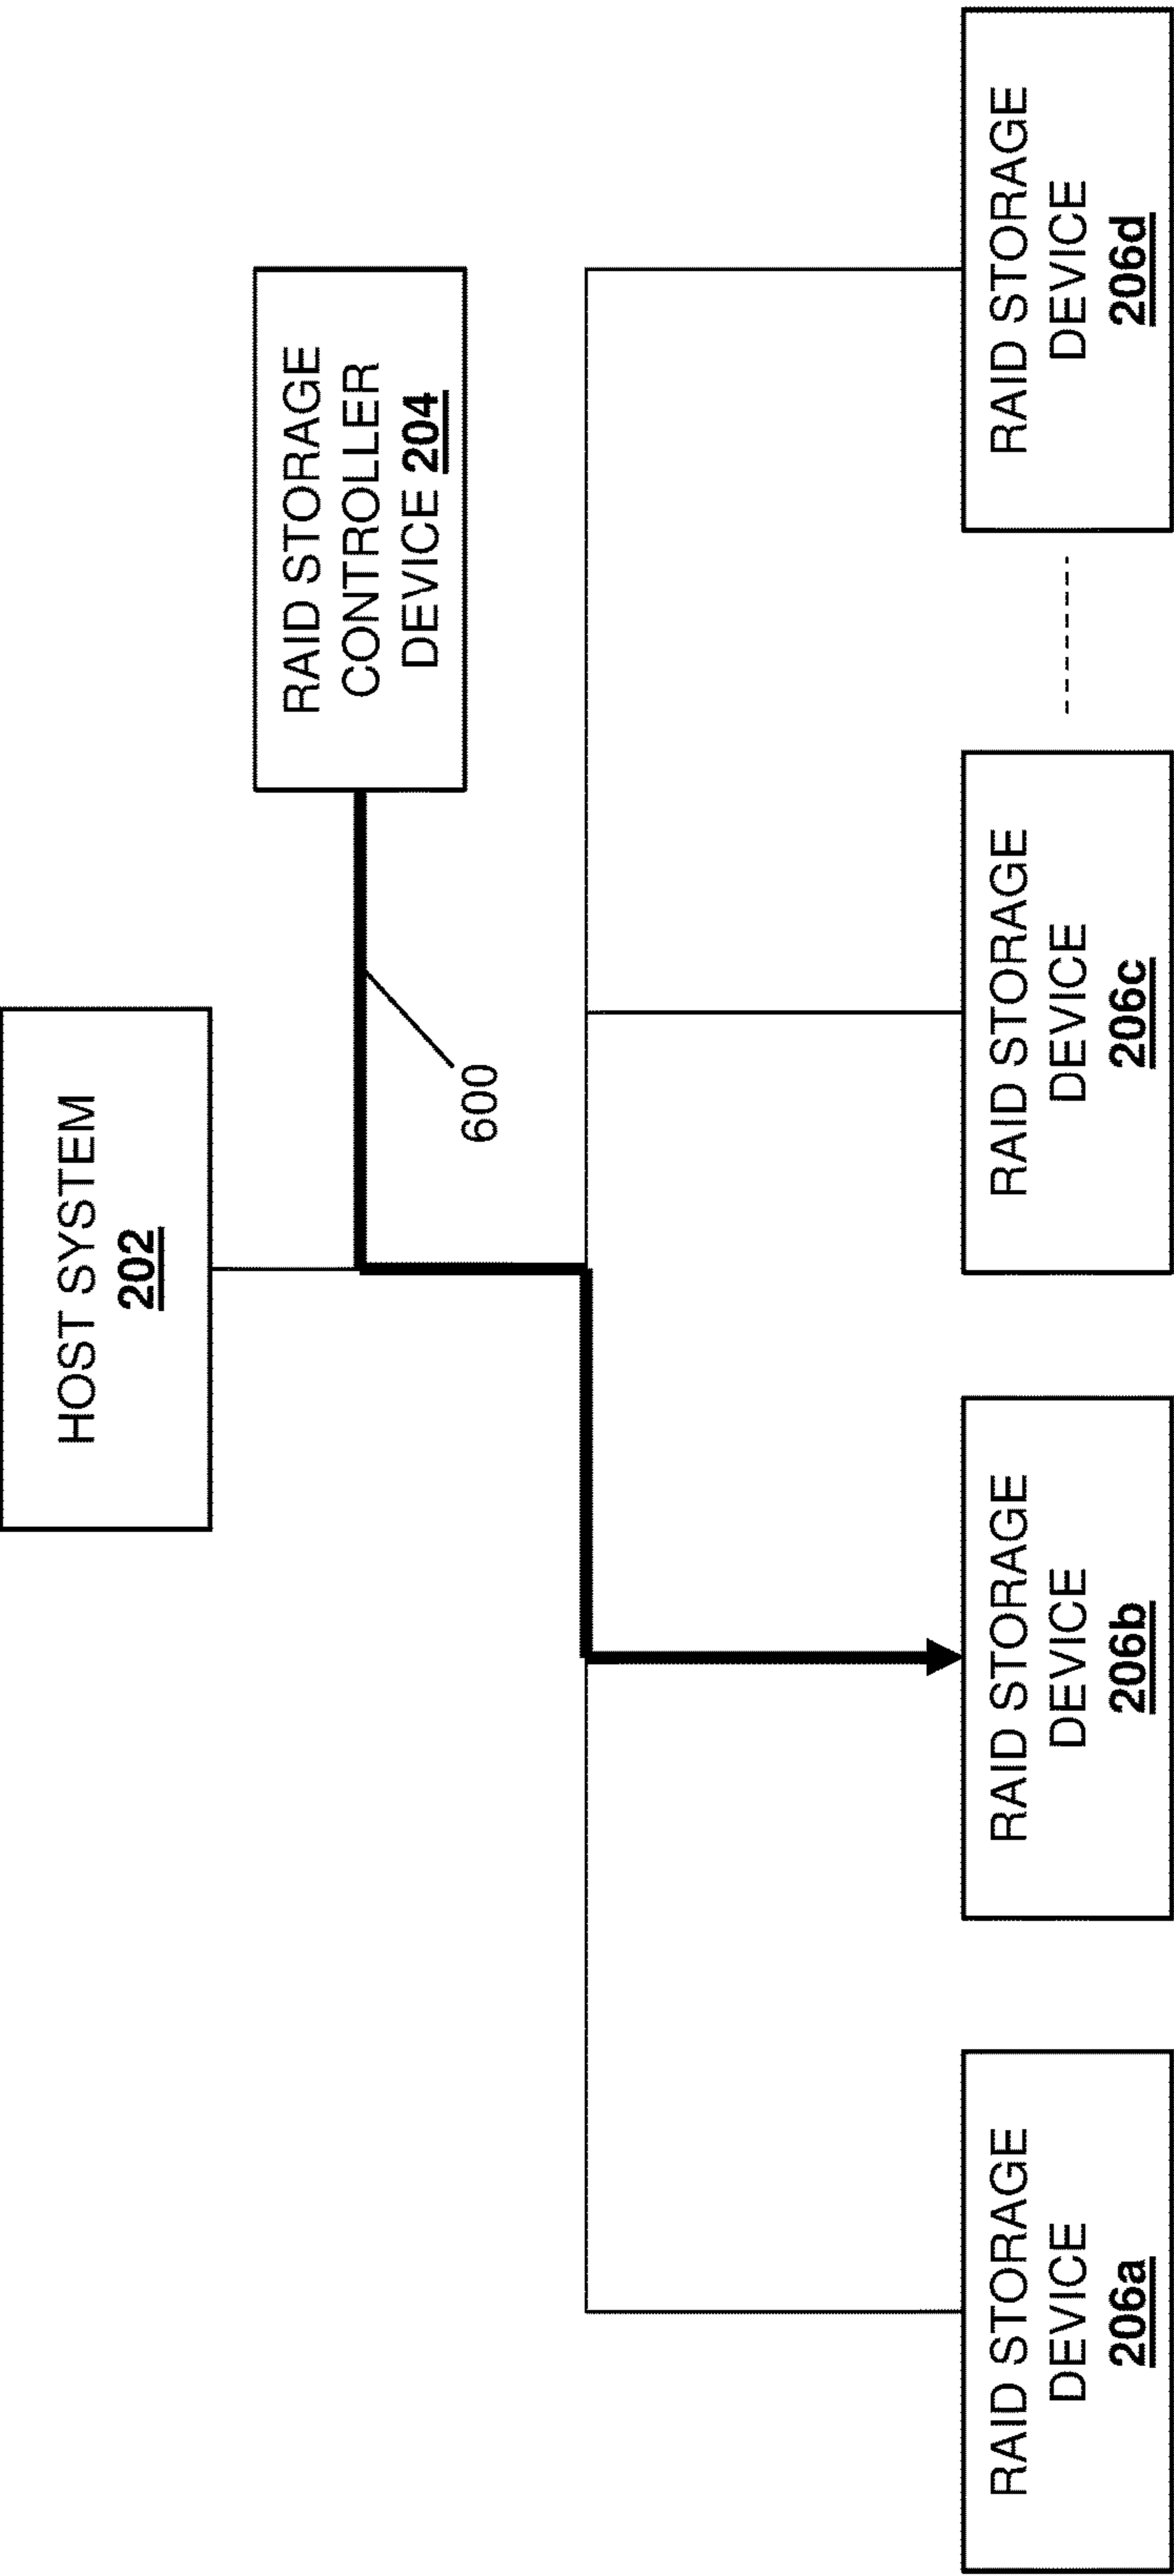 HOST SYSTEM
202
RAID STORAGE
CONTROLLER
DEVICE 204
600
RAID STORAGE
DEVICE
206a
RAID STORAGE
DEVICE
206b
RAID STORAGE
DEVICE
206c
RAID STORAGE
DEVICE
206d